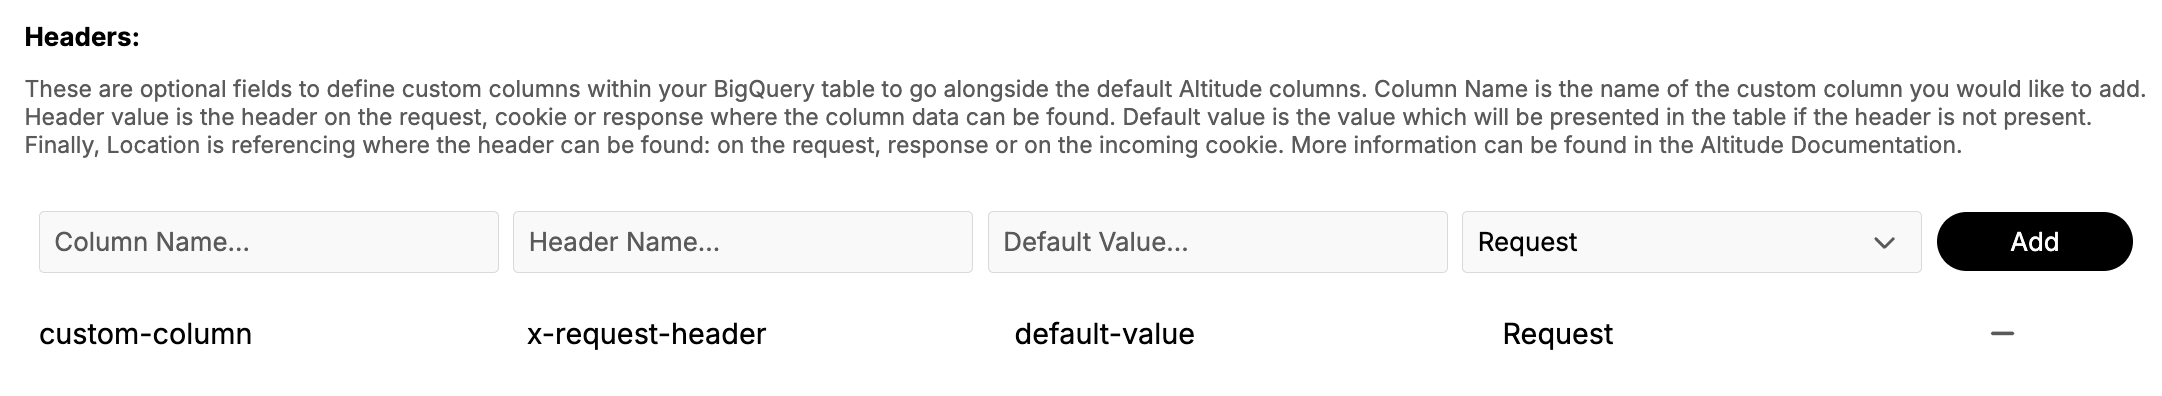 Headers:
These are optional fields to define custom columns within your BigQuery table to go alongside the default Altitude columns. Column Name is the name of the custom column you would like to add.
Header value is the header on the request, cookie or response where the column data can be found. Default value is the value which will be presented in the table if the header is not present.
Finally, Location is referencing where the header can be found: on the request, response or on the incoming cookie. More information can be found in the Altitude Documentation.
Column Name... Header Name... Default Value... Request Add
custom-column x-request-header default-value Request